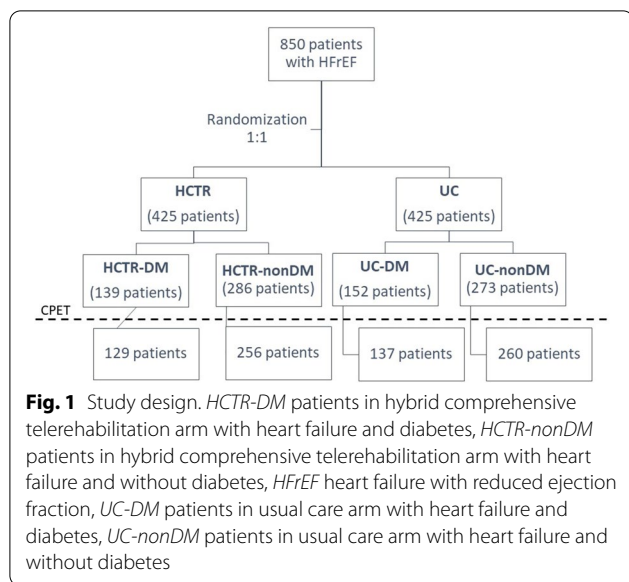 850 patients
with HFrEF
Randomization
1:1
HCTR
(425 patients)
UC
(425 patients)
HCTR-DM
(139 patients)
HCTR-nonDM
(286 patients)
UC-DM
(152 patients)
UC-nonDM
(273 patients)
CPET
129 patients
256 patients
137 patients
260 patients
Fig. 1 Study design. HCTR-DM patients in hybrid comprehensive
telerehabilitation arm with heart failure and diabetes, HCTR-nonDM
patients in hybrid comprehensive telerehabilitation arm with heart
failure and without diabetes, HFrEF heart failure with reduced ejection
fraction, UC-DM patients in usual care arm with heart failure and
diabetes, UC-nonDM patients in usual care arm with heart failure and
without diabetes